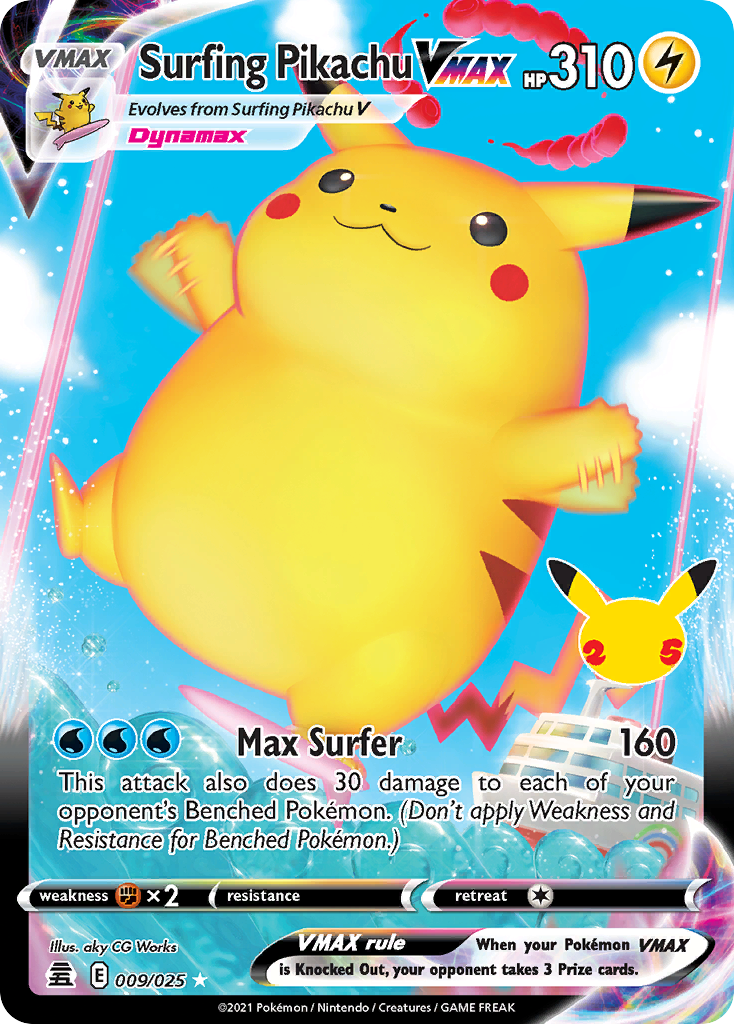 VMAX
Surfing Pikachu VMAX HP 310
Evolves from Surfing Pikachu V
Dynamax
25
Max Surfer 160
This attack also does 30 damage to each of your
opponent's Benched Pokémon. (Don't apply Weakness and
Resistance for Benched Pokémon.)
weakness ×2 resistance retreat
Illus. aky CG Works
E 009/025
VMAX rule When your Pokémon VMAX
is Knocked Out, your opponent takes 3 Prize cards.
©2021 Pokémon / Nintendo / Creatures / GAME FREAK